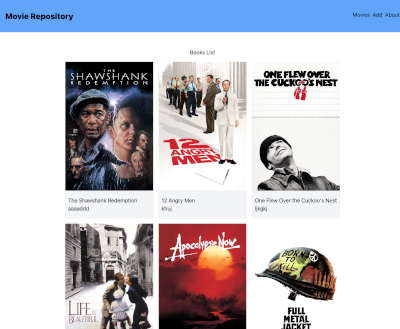 Movie Repository
Movies Add About
Books List
THE
SHAWSHANK
REDEMPTION
12
ANGRY
MEN
ONE FLEW OVER
THE CUCKOO'S NEST
The Shawshank Redemption
aaaaddd
12 Angry Men
khuj
One Flew Over the Cuckoo's Nest
ljkgkj
LIFE IS
BEAUTIFUL
Apocalypse Now
BORN
TO
KILL
FULL
METAL
JACKET